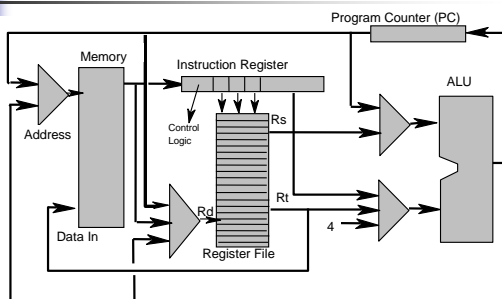 Program Counter (PC)
Memory
Instruction Register
ALU
Control
Logic
Rs
Address
Rt
Rd
4
Data In
Register File